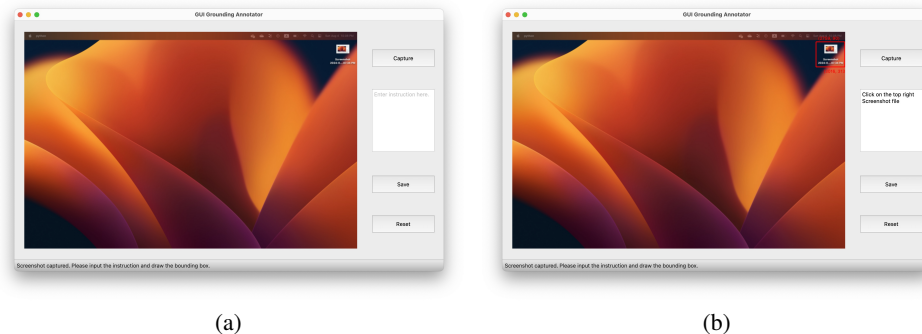 GUI Grounding Annotator
Capture
Enter instruction here.
Save
Reset
Screenshot captured. Please input the instruction and draw the bounding box.
(a)
GUI Grounding Annotator
Screenshot
Capture
Click on the top right
Screenshot file
Save
Reset
Screenshot captured. Please input the instruction and draw the bounding box.
(b)